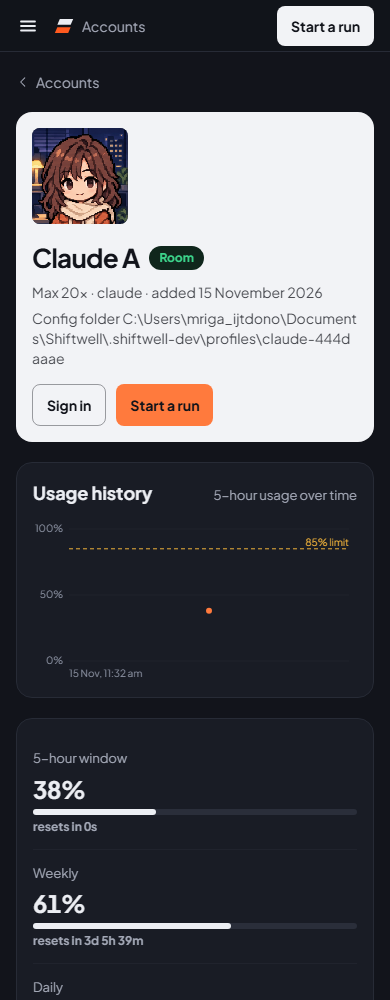 Accounts
Start a run
Accounts
Claude A
Room
Max 20× · claude · added 15 November 2026
Config folder C:\Users\mriga_ijtdono\Document
s\Shiftwell\.shiftwell-dev\profiles\claude-444d
aaae
Sign in
Start a run
Usage history
5-hour usage over time
100%
85% limit
50%
0%
15 Nov, 11:32 am
5-hour window
38%
resets in 0s
Weekly
61%
resets in 3d 5h 39m
Daily